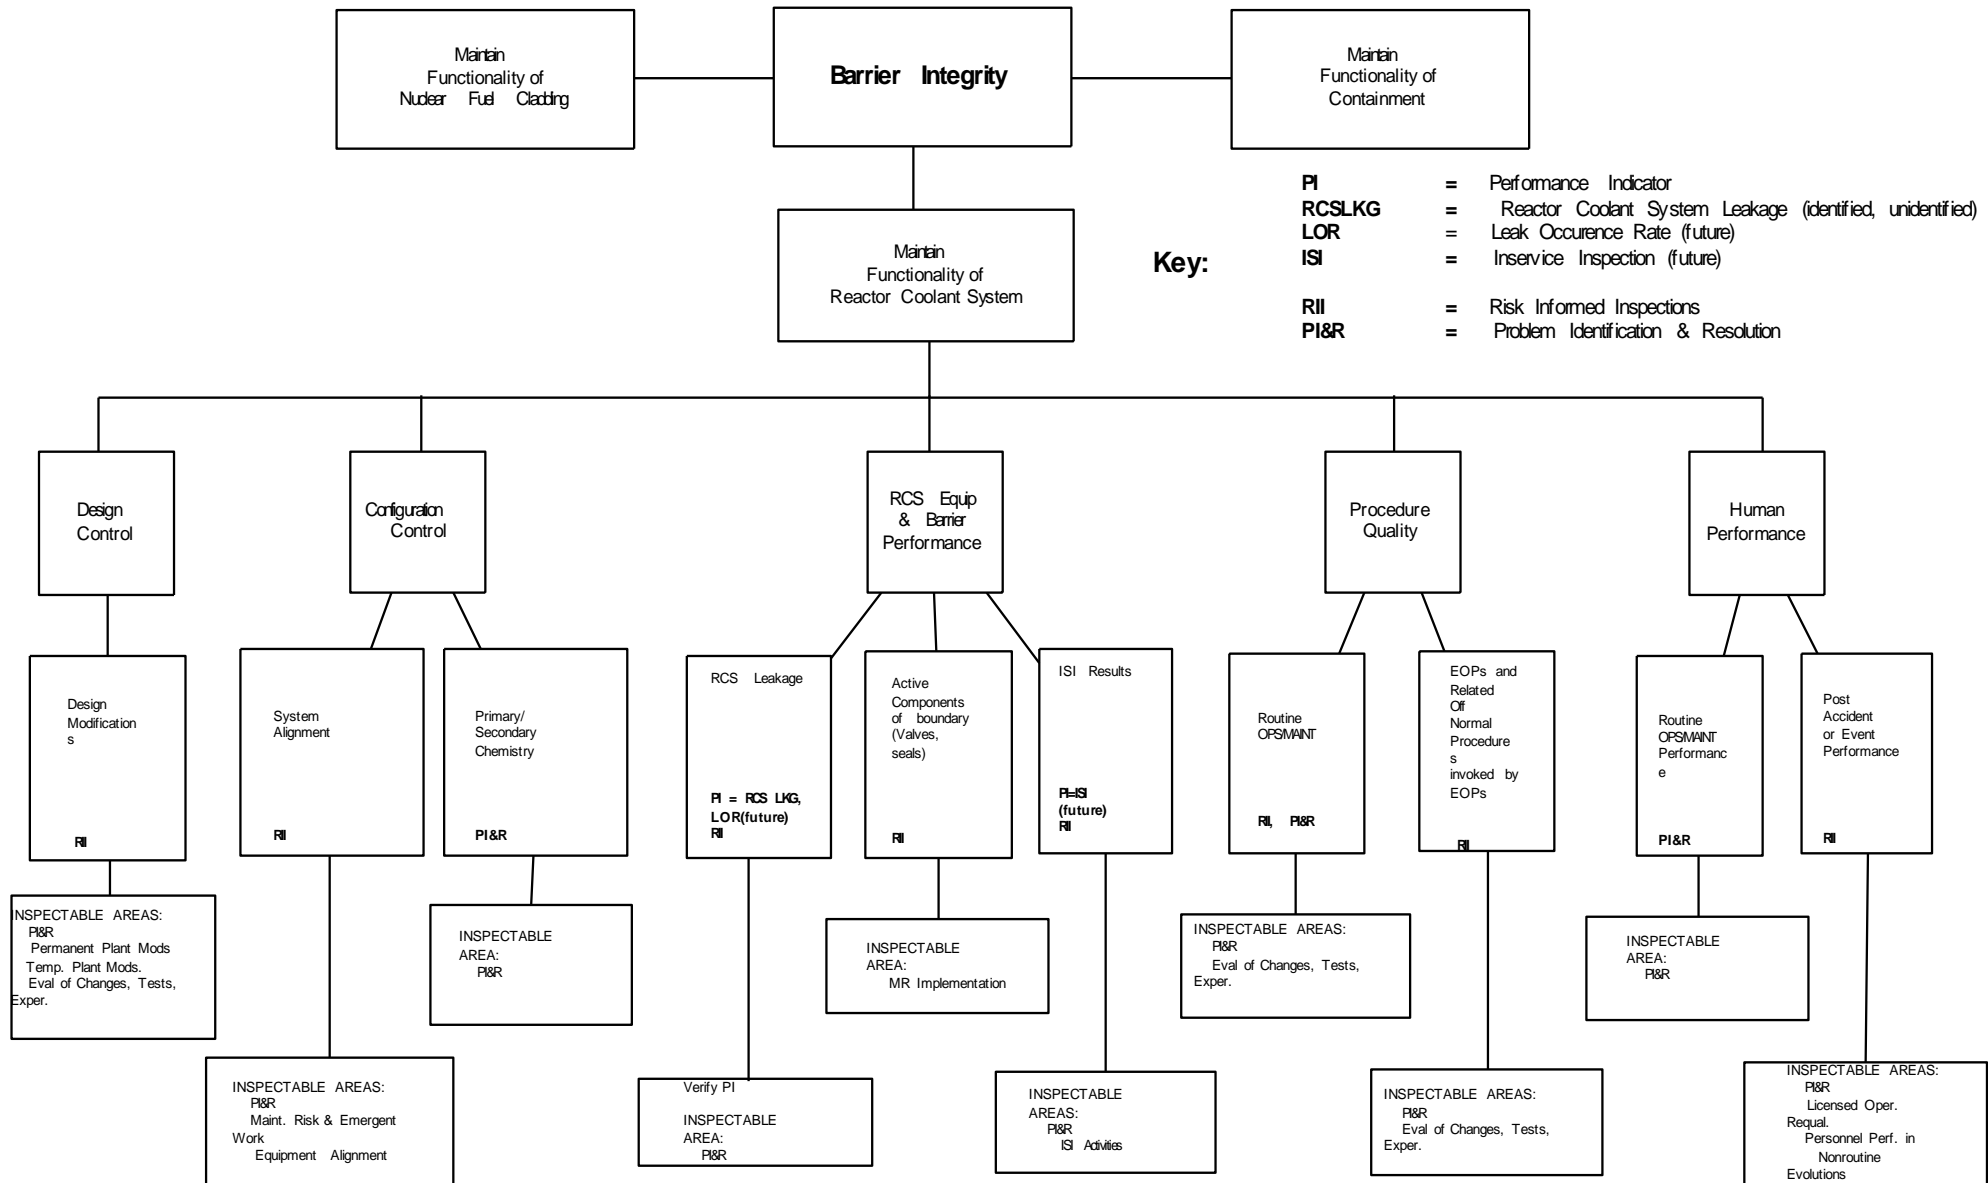 Maintain
Functionality of
Nuclear Fuel Cladding
Barrier Integrity
Maintain
Functionality of
Containment
Maintain
Functionality of
Reactor Coolant System
Key:
PI = Performance Indicator
RCSLKG = Reactor Coolant System Leakage (identified, unidentified)
LOR = Leak Occurence Rate (future)
ISI = Inservice Inspection (future)
RII = Risk Informed Inspections
PI&R = Problem Identification & Resolution
Design
Control
Configuration
Control
RCS Equip
& Barrier
Performance
Procedure
Quality
Human
Performance
Design
Modification
s
RII
System
Alignment
RII
Primary/
Secondary
Chemistry
PI&R
RCS Leakage
PI = RCS LKG,
LOR(future)
RII
Active
Components
of boundary
(Valves,
seals)
RII
ISI Results
PI=ISI
(future)
RII
Routine
OPS/MAINT
RII, PI&R
EOPs and
Related
Off
Normal
Procedure
s
invoked by
EOPs
RII
Routine
OPS/MAINT
Performanc
e
PI&R
Post
Accident
or Event
Performance
RII
INSPECTABLE AREAS:
PI&R
Permanent Plant Mods
Temp. Plant Mods.
Eval of Changes, Tests,
Exper.
INSPECTABLE AREAS:
PI&R
Maint. Risk & Emergent
Work
Equipment Alignment
INSPECTABLE
AREA:
PI&R
Verify PI
INSPECTABLE
AREA:
PI&R
INSPECTABLE
AREA:
MR Implementation
INSPECTABLE
AREAS:
PI&R
ISI Activities
INSPECTABLE AREAS:
PI&R
Eval of Changes, Tests,
Exper.
INSPECTABLE AREAS:
PI&R
Eval of Changes, Tests,
Exper.
INSPECTABLE
AREA:
PI&R
INSPECTABLE AREAS:
PI&R
Licensed Oper.
Requal.
Personnel Perf. in
Nonroutine
Evolutions